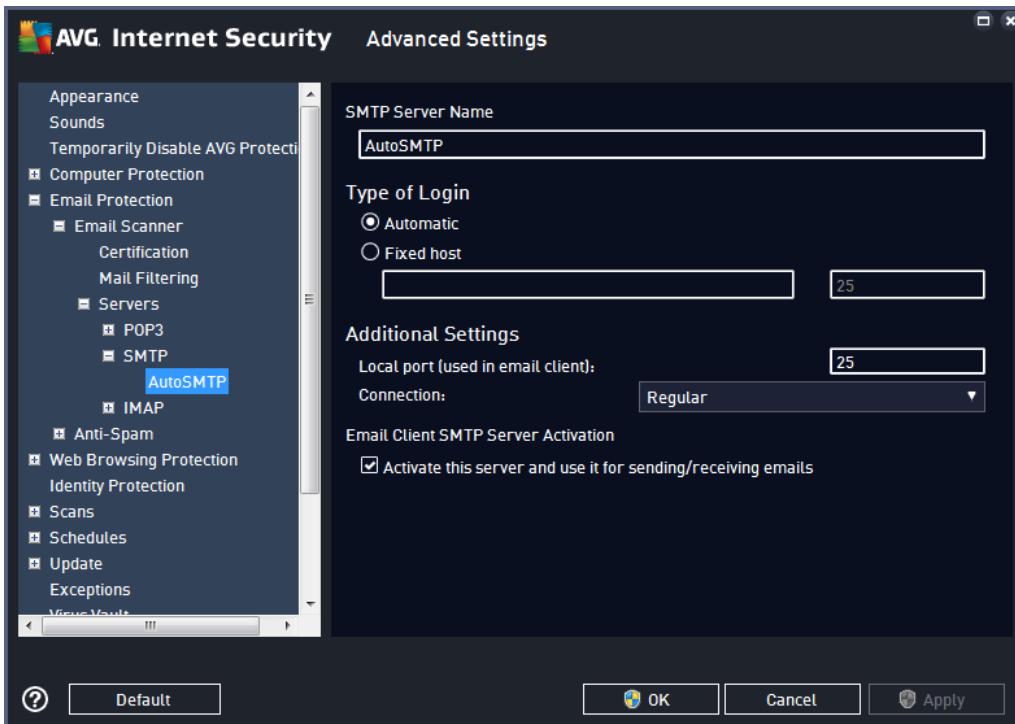 AVG Internet Security Advanced Settings
Appearance
Sounds
Temporarily Disable AVG Protecti
Computer Protection
Email Protection
Email Scanner
Certification
Mail Filtering
Servers
POP3
SMTP
AutoSMTP
IMAP
Anti-Spam
Web Browsing Protection
Identity Protection
Scans
Schedules
Update
Exceptions
Virus Vault
SMTP Server Name
AutoSMTP
Type of Login
Automatic
Fixed host
25
Additional Settings
Local port (used in email client):
25
Connection:
Regular
Email Client SMTP Server Activation
Activate this server and use it for sending/receiving emails
? Default OK Cancel Apply